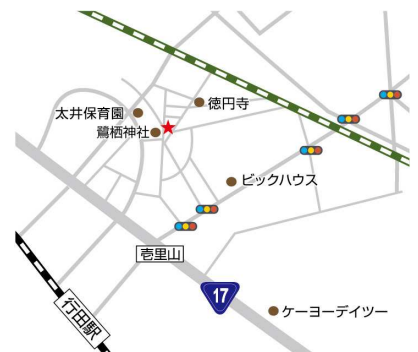 徳円寺
太井保育園
鷺栖神社
ビックハウス
壱里山
17
行田駅
ケーヨーデイツー